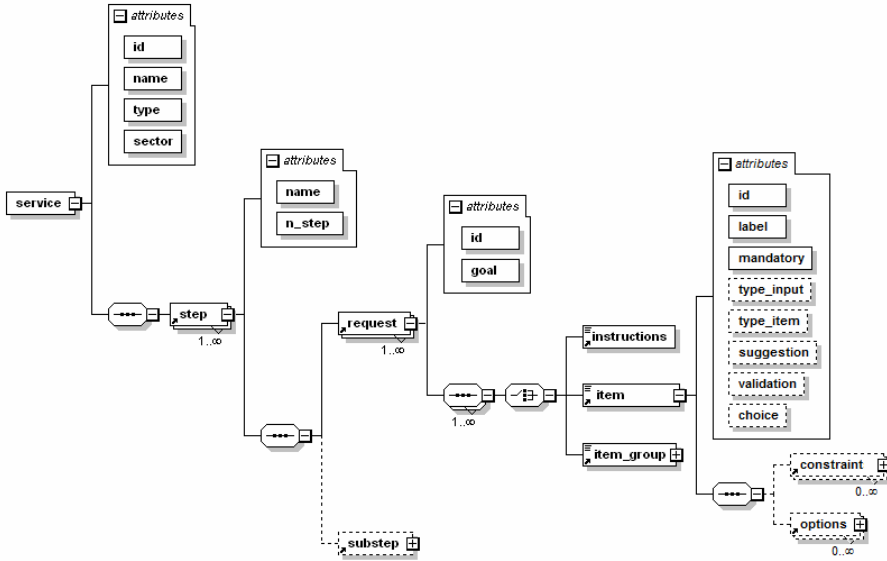 attributes
id
name
type
sector
service
attributes
name
n_step
step
1..∞
attributes
id
goal
request
1..∞
1..∞
substep
instructions
item
item_group
attributes
id
label
mandatory
type_input
type_item
suggestion
validation
choice
constraint
0..∞
options
0..∞